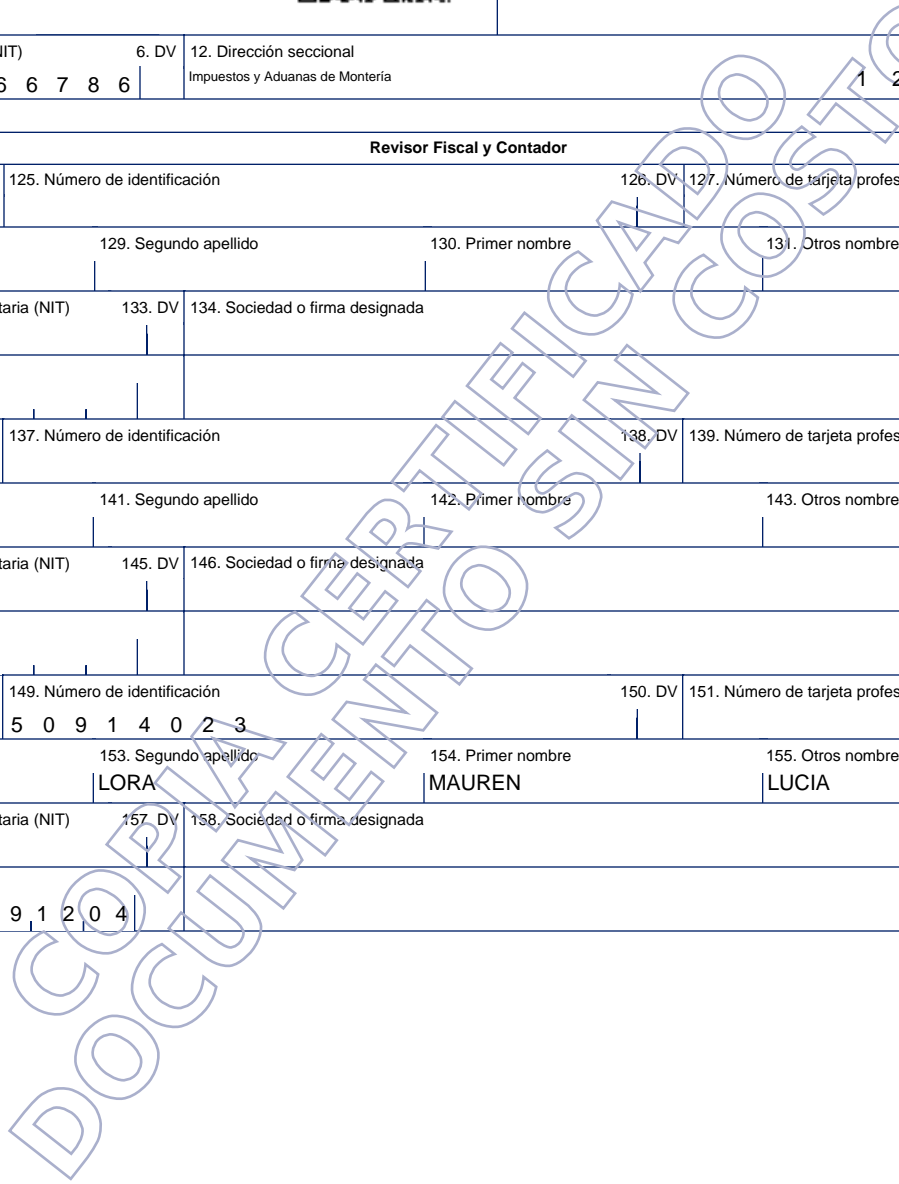 NIT) 6. DV 12. Dirección seccional
6 6 7 8 6 Impuestos y Aduanas de Montería 1 2
Revisor Fiscal y Contador
125. Número de identificación 126. DV 127. Número de tarjeta profes
129. Segundo apellido 130. Primer nombre 131. Otros nombre
taria (NIT) 133. DV 134. Sociedad o firma designada
137. Número de identificación 138. DV 139. Número de tarjeta profes
141. Segundo apellido 142. Primer nombre 143. Otros nombre
taria (NIT) 145. DV 146. Sociedad o firma designada
149. Número de identificación 150. DV 151. Número de tarjeta profes
5 0 9 1 4 0 2 3
153. Segundo apellido 154. Primer nombre 155. Otros nombre
LORA MAUREN LUCIA
taria (NIT) 157. DV 158. Sociedad o firma designada
9 1 2 0 4
COPIA CERTIFICADO
DOCUMENTO SIN COSTO